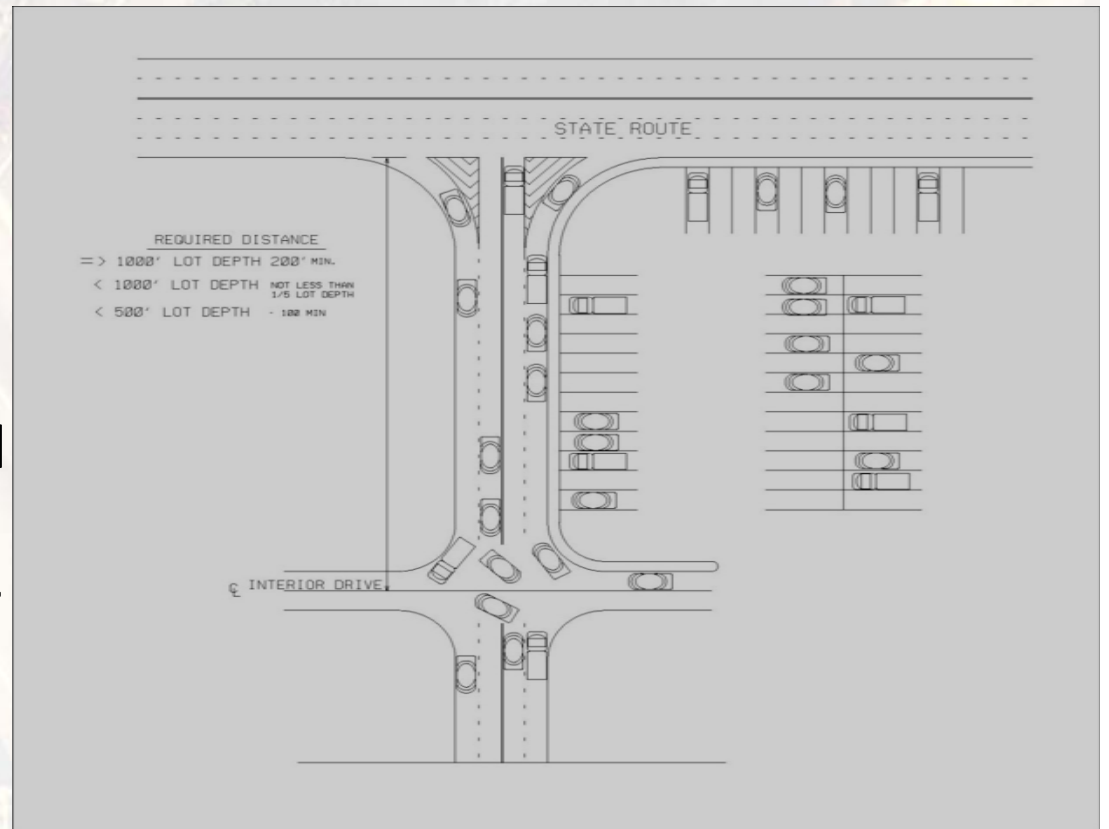 STATE ROUTE
REQUIRED DISTANCE
=> 1000' LOT DEPTH 200' MIN.
< 1000' LOT DEPTH NOT LESS THAN
1/5 LOT DEPTH
< 500' LOT DEPTH - 100 MIN
℄ INTERIOR DRIVE